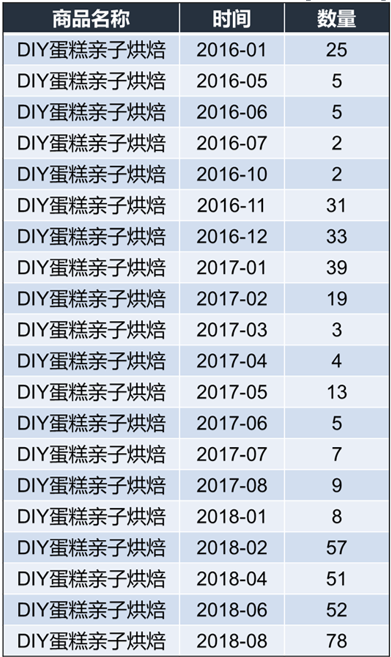 商品名称 时间 数量
DIY蛋糕亲子烘焙 2016-01 25
DIY蛋糕亲子烘焙 2016-05 5
DIY蛋糕亲子烘焙 2016-06 5
DIY蛋糕亲子烘焙 2016-07 2
DIY蛋糕亲子烘焙 2016-10 2
DIY蛋糕亲子烘焙 2016-11 31
DIY蛋糕亲子烘焙 2016-12 33
DIY蛋糕亲子烘焙 2017-01 39
DIY蛋糕亲子烘焙 2017-02 19
DIY蛋糕亲子烘焙 2017-03 3
DIY蛋糕亲子烘焙 2017-04 4
DIY蛋糕亲子烘焙 2017-05 13
DIY蛋糕亲子烘焙 2017-06 5
DIY蛋糕亲子烘焙 2017-07 7
DIY蛋糕亲子烘焙 2017-08 9
DIY蛋糕亲子烘焙 2018-01 8
DIY蛋糕亲子烘焙 2018-02 57
DIY蛋糕亲子烘焙 2018-04 51
DIY蛋糕亲子烘焙 2018-06 52
DIY蛋糕亲子烘焙 2018-08 78